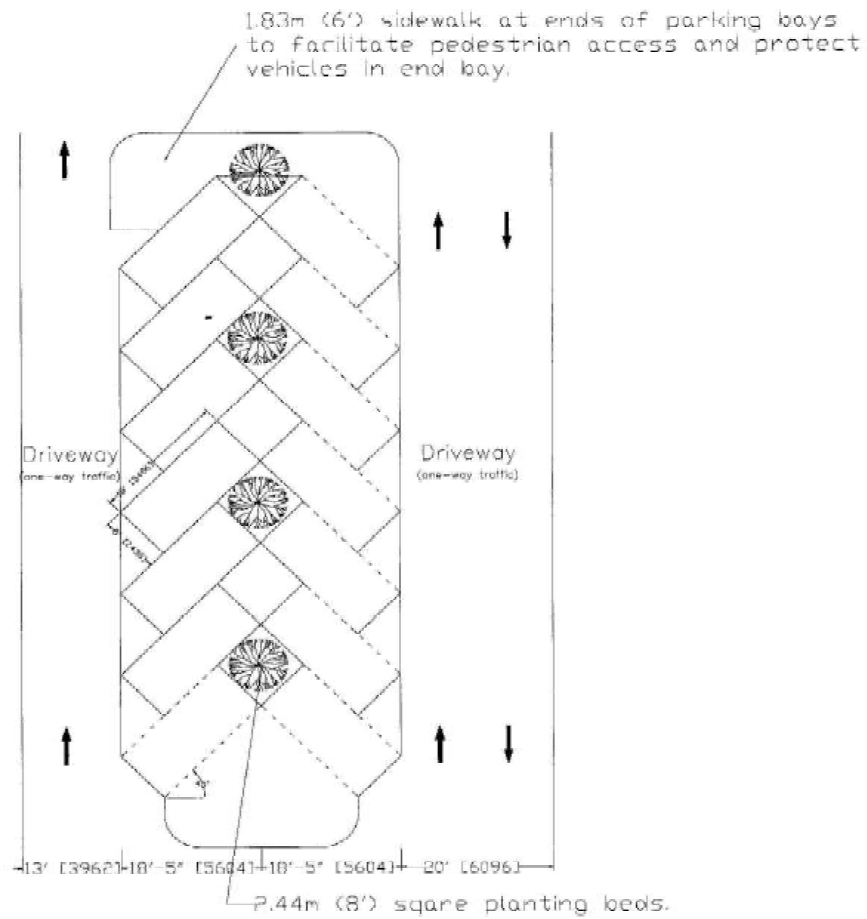 1.83m (6') sidewalk at ends of parking bays
to facilitate pedestrian access and protect
vehicles in end bay.
Driveway
(one-way traffic)
Driveway
(one-way traffic)
45°
13' [3962]
18'-5" [5604]
18'-5" [5604]
20' [6096]
2.44m (8') sqare planting beds.